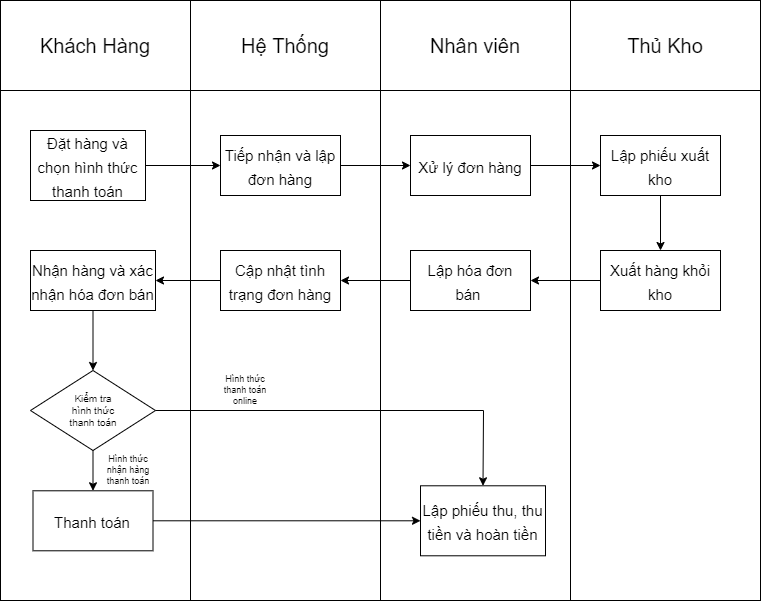 Khách Hàng
Hệ Thống
Nhân viên
Thủ Kho
Đặt hàng và
chọn hình thức
thanh toán
Tiếp nhận và lập
đơn hàng
Xử lý đơn hàng
Lập phiếu xuất
kho
Nhận hàng và xác
nhận hóa đơn bán
Cập nhật tình
trạng đơn hàng
Lập hóa đơn
bán
Xuất hàng khỏi
kho
Kiểm tra
hình thức
thanh toán
Hình thức
thanh toán
online
Hình thức
nhận hàng
thanh toán
Thanh toán
Lập phiếu thu, thu
tiền và hoàn tiền